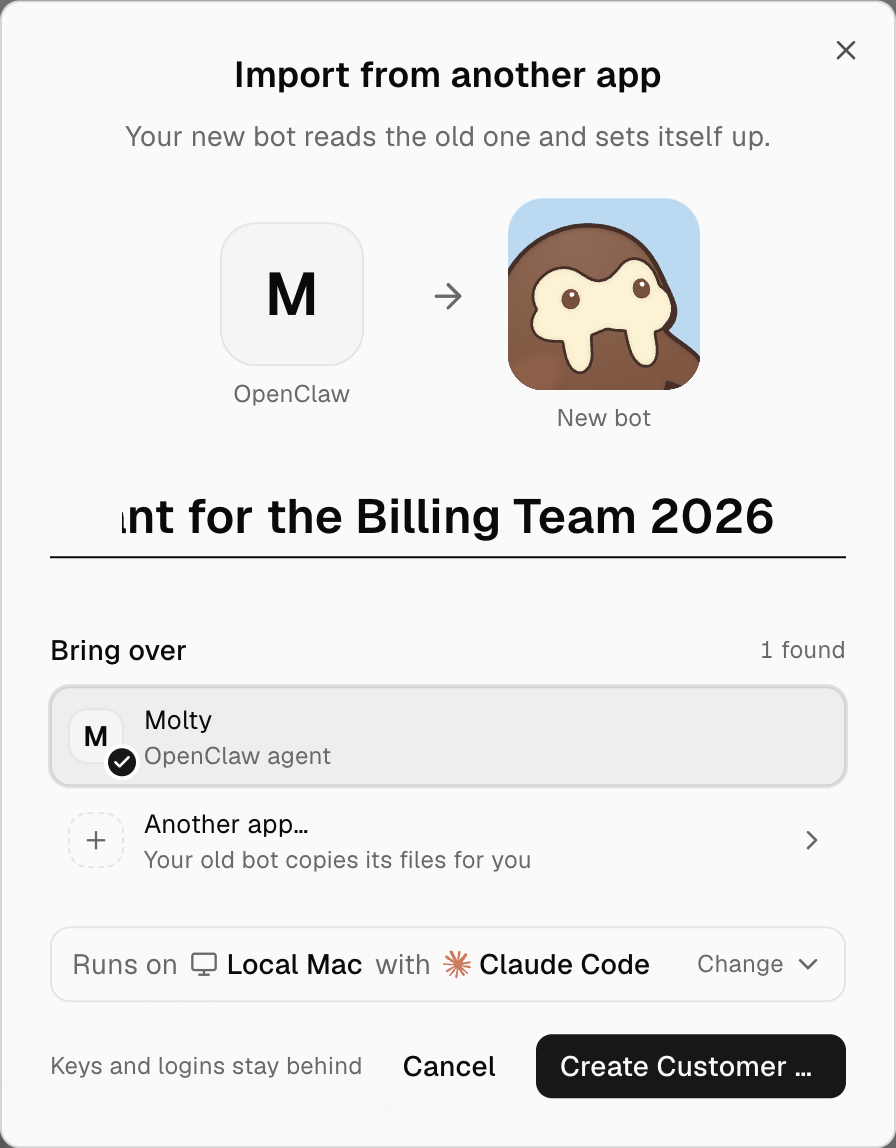 Import from another app
Your new bot reads the old one and sets itself up.
M
OpenClaw
New bot
nt for the Billing Team 2026
Bring over
1 found
M
Molty
OpenClaw agent
Another app…
Your old bot copies its files for you
Runs on Local Mac with Claude Code
Change
Keys and logins stay behind
Cancel
Create Customer …